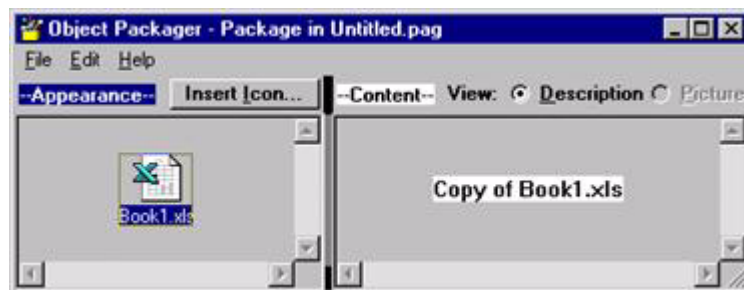 Object Packager - Package in Untitled.pag
File Edit Help
--Appearance-- Insert Icon... --Content-- View: Description Picture
Book1.xls
Copy of Book1.xls